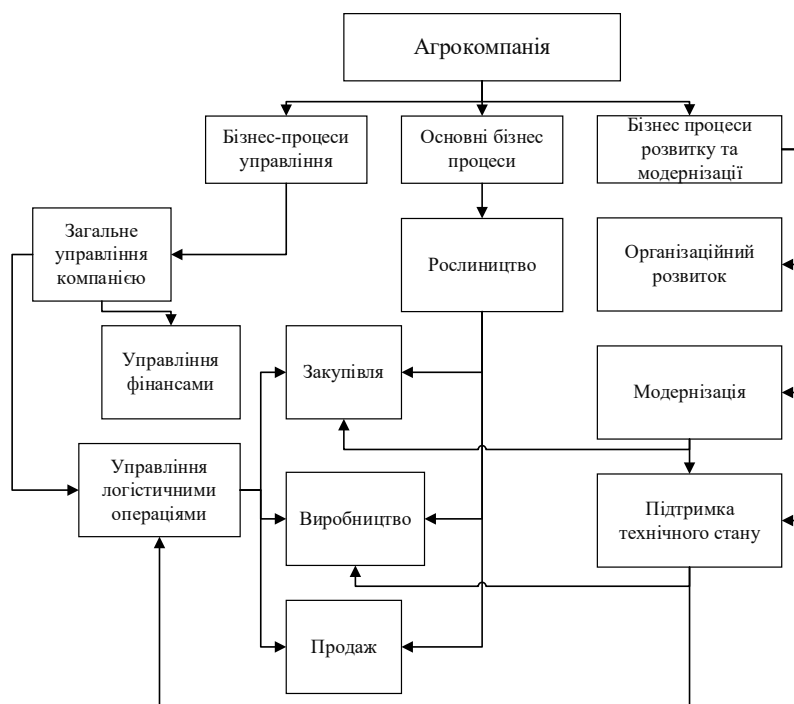 Агрокомпанія
Бізнес-процеси
управління
Основні бізнес
процеси
Бізнес процеси
розвитку та
модернізації
Загальне
управління
компанією
Рослиництво
Організаційний
розвиток
Управління
фінансами
Закупівля
Модернізація
Управління
логістичними
операціями
Виробництво
Підтримка
технічного стану
Продаж